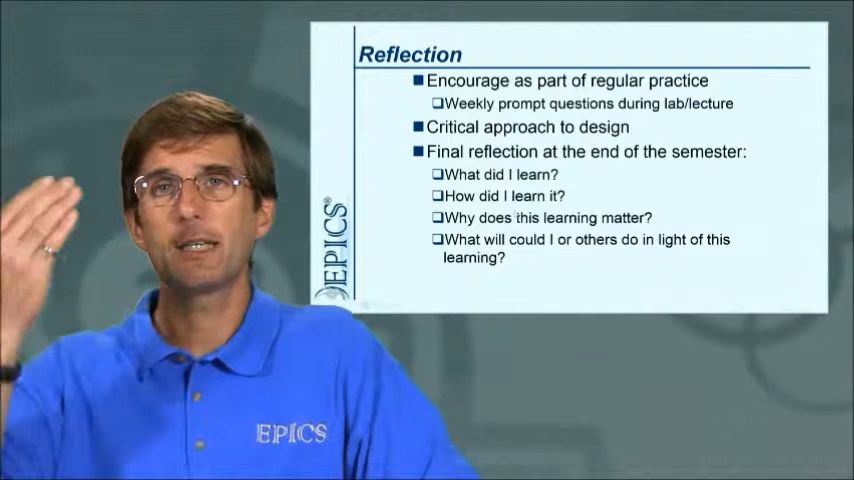 Reflection
■Encourage as part of regular practice
❑Weekly prompt questions during lab/lecture
■Critical approach to design
■Final reflection at the end of the semester:
❑What did I learn?
❑How did I learn it?
❑Why does this learning matter?
❑What will could I or others do in light of this
learning?
EPICS®
EPICS